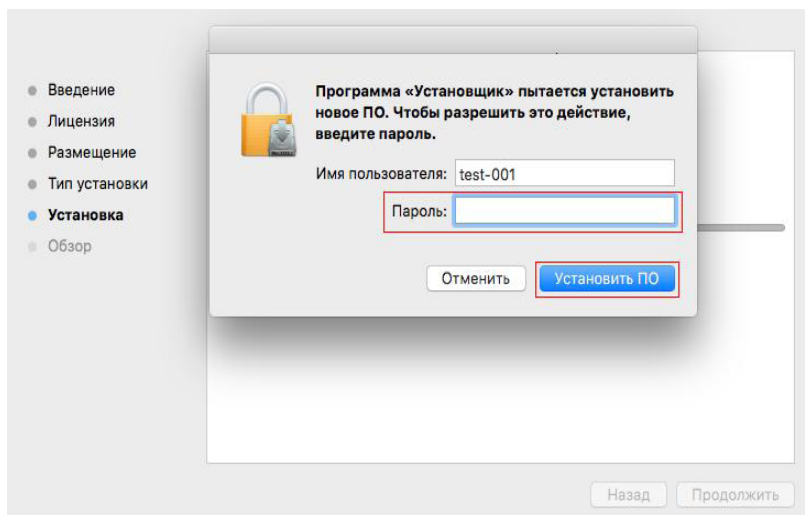 Введение
Лицензия
Размещение
Тип установки
Установка
Обзор
Программа «Установщик» пытается установить
новое ПО. Чтобы разрешить это действие,
введите пароль.
Имя пользователя: test-001
Пароль:
Отменить Установить ПО
Назад Продолжить